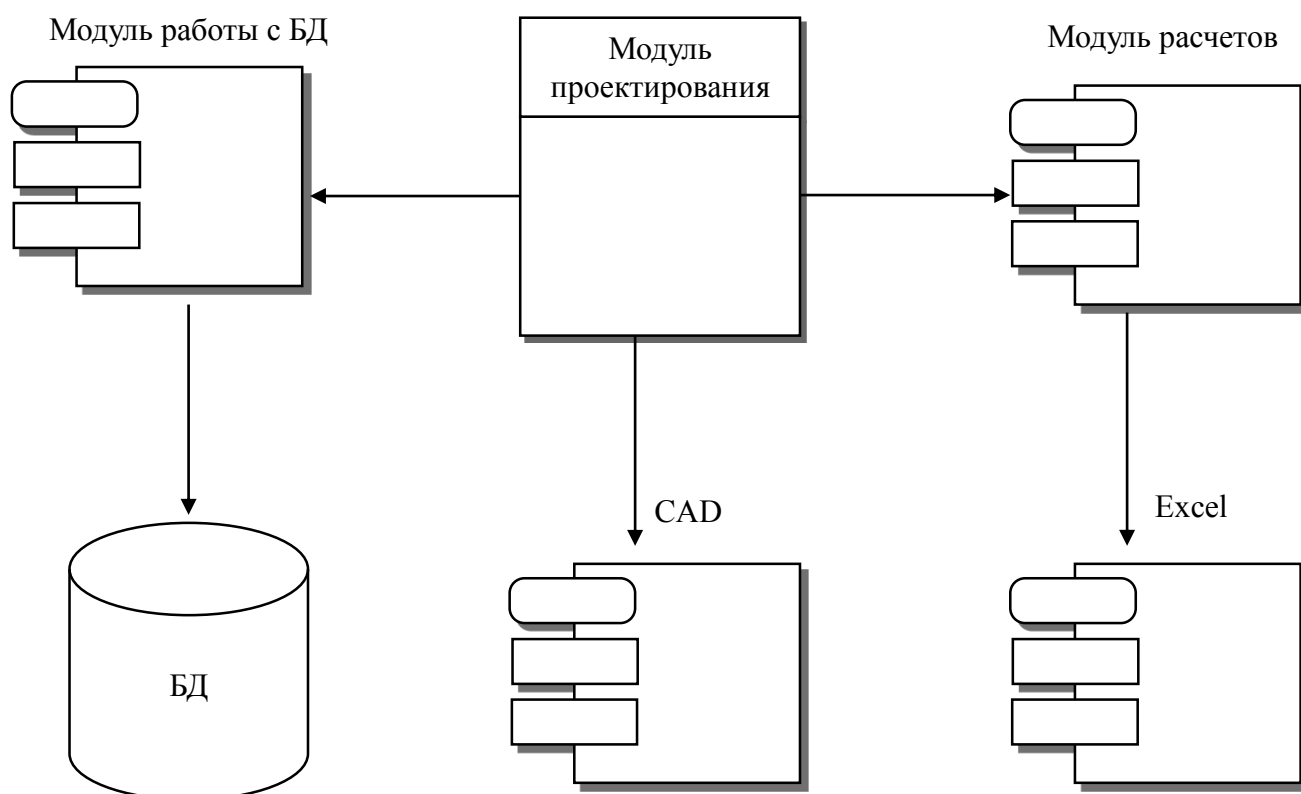 Модуль работы с БД
Модуль
проектирования
Модуль расчетов
CAD
Excel
БД